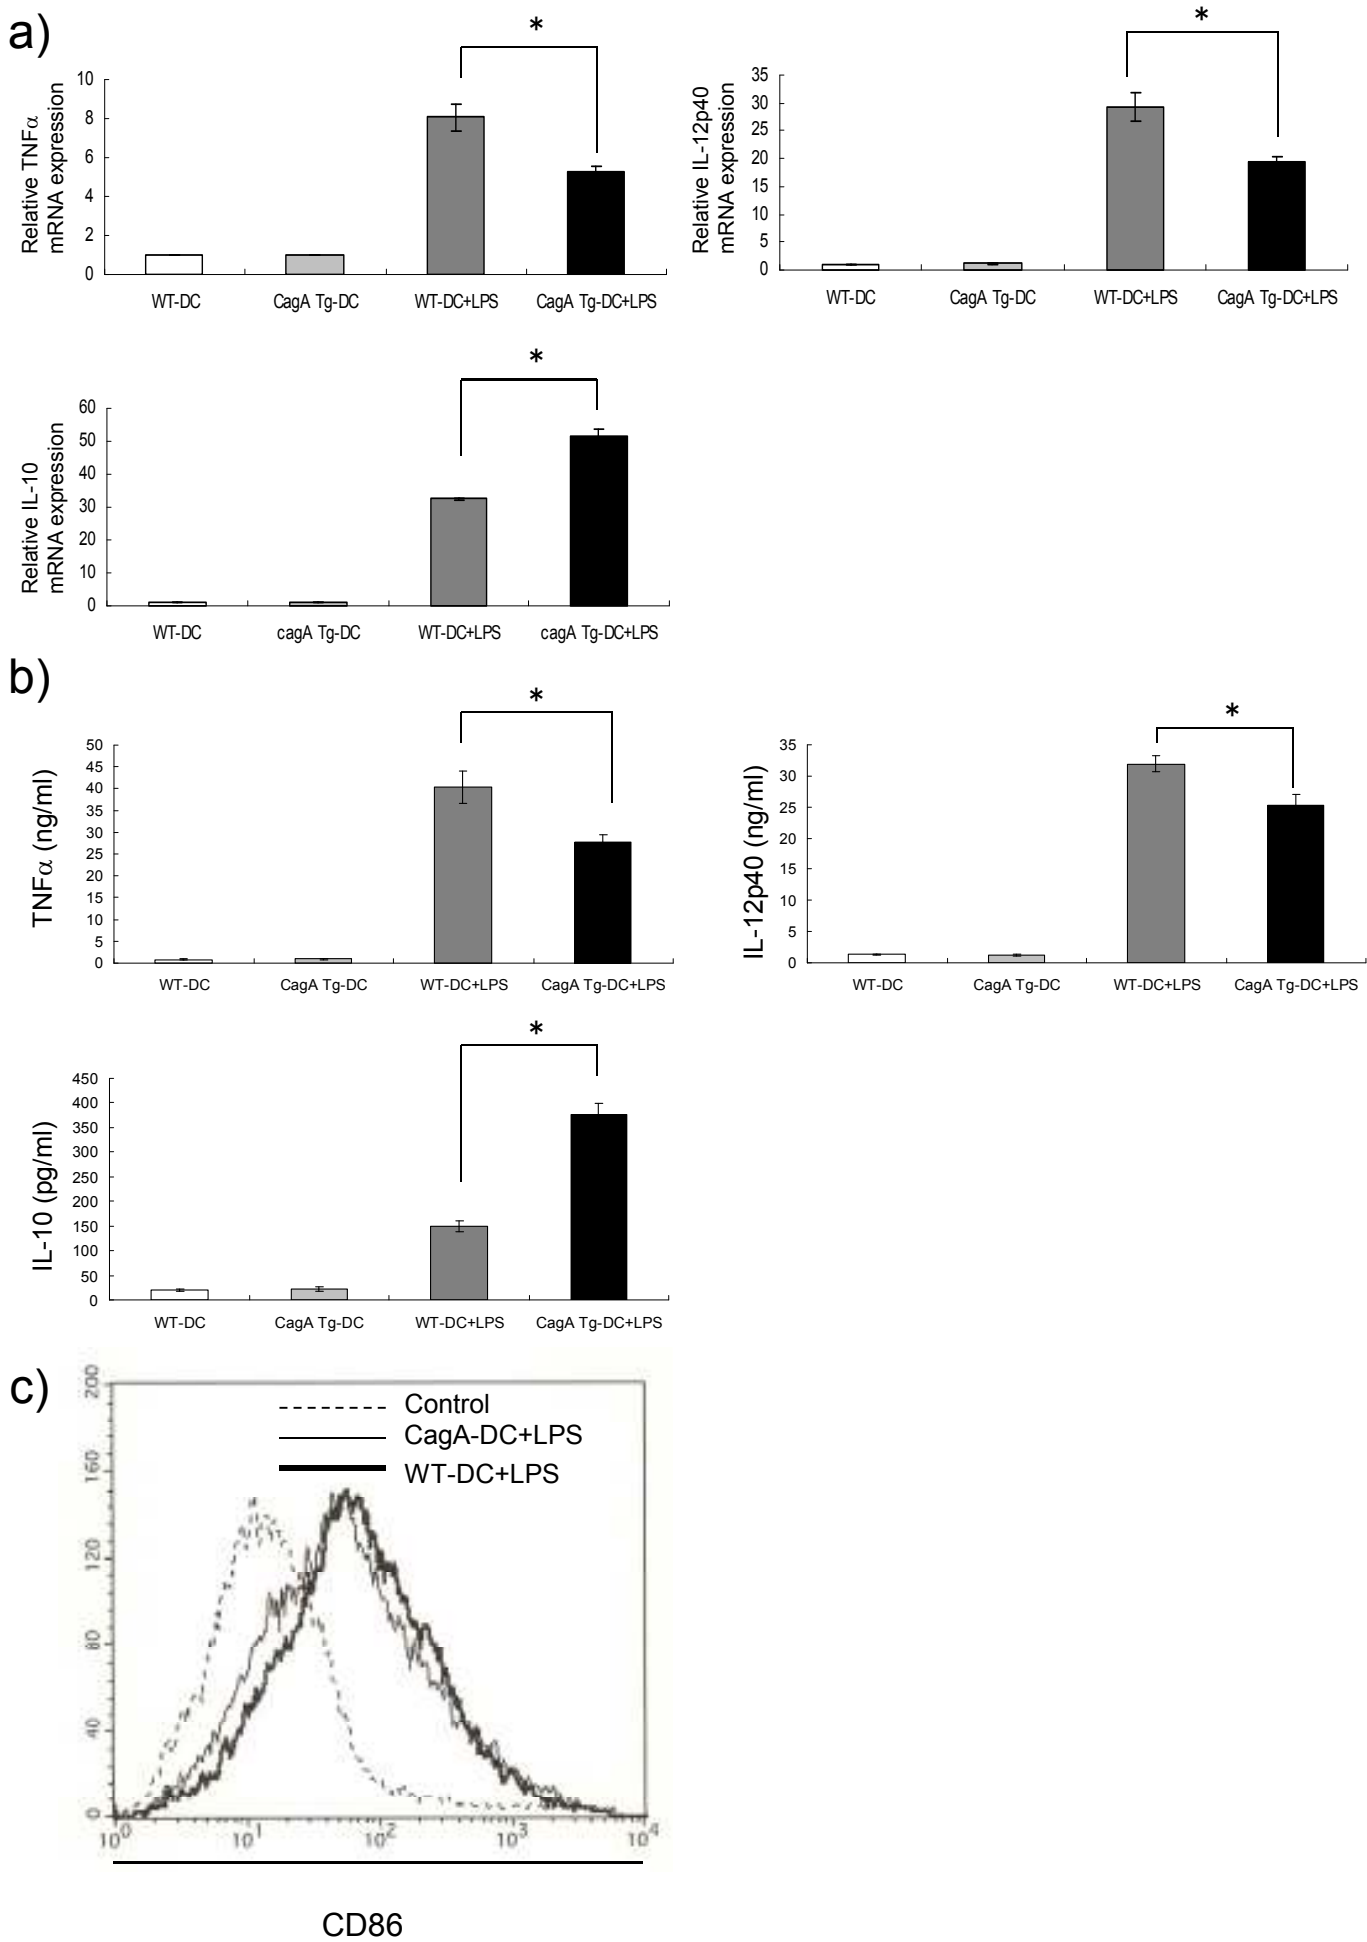 a)
*
Relative TNFα
mRNA expression
10
8
6
4
2
0
WT-DC
CagA Tg-DC
WT-DC+LPS
CagA Tg-DC+LPS
*
Relative IL-12p40
mRNA expression
35
30
25
20
15
10
5
0
WT-DC
CagA Tg-DC
WT-DC+LPS
CagA Tg-DC+LPS
*
Relative IL-10
mRNA expression
60
50
40
30
20
10
0
WT-DC
cagA Tg-DC
WT-DC+LPS
cagA Tg-DC+LPS
b)
*
TNFα (ng/ml)
50
45
40
35
30
25
20
15
10
5
0
WT-DC
CagA Tg-DC
WT-DC+LPS
CagA Tg-DC+LPS
*
IL-12p40 (ng/ml)
35
30
25
20
15
10
5
0
WT-DC
CagA Tg-DC
WT-DC+LPS
CagA Tg-DC+LPS
*
IL-10 (pg/ml)
450
400
350
300
250
200
150
100
50
0
WT-DC
CagA Tg-DC
WT-DC+LPS
CagA Tg-DC+LPS
c)
200
160
120
80
40
0
Control
CagA-DC+LPS
WT-DC+LPS
10⁰
10¹
10²
10³
10⁴
CD86